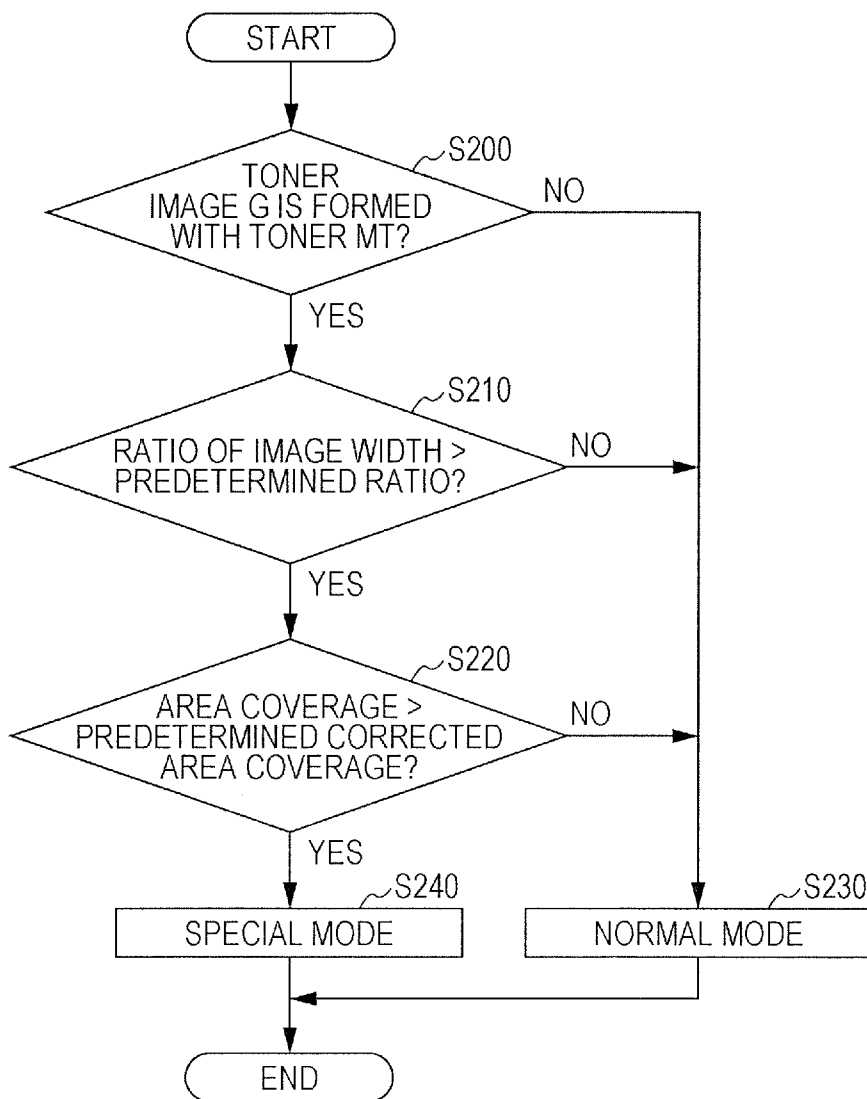 START
S200
TONER
IMAGE G IS FORMED
WITH TONER MT?
NO
YES
S210
RATIO OF IMAGE WIDTH >
PREDETERMINED RATIO?
NO
YES
S220
AREA COVERAGE >
PREDETERMINED CORRECTED
AREA COVERAGE?
NO
YES
S240
SPECIAL MODE
S230
NORMAL MODE
END